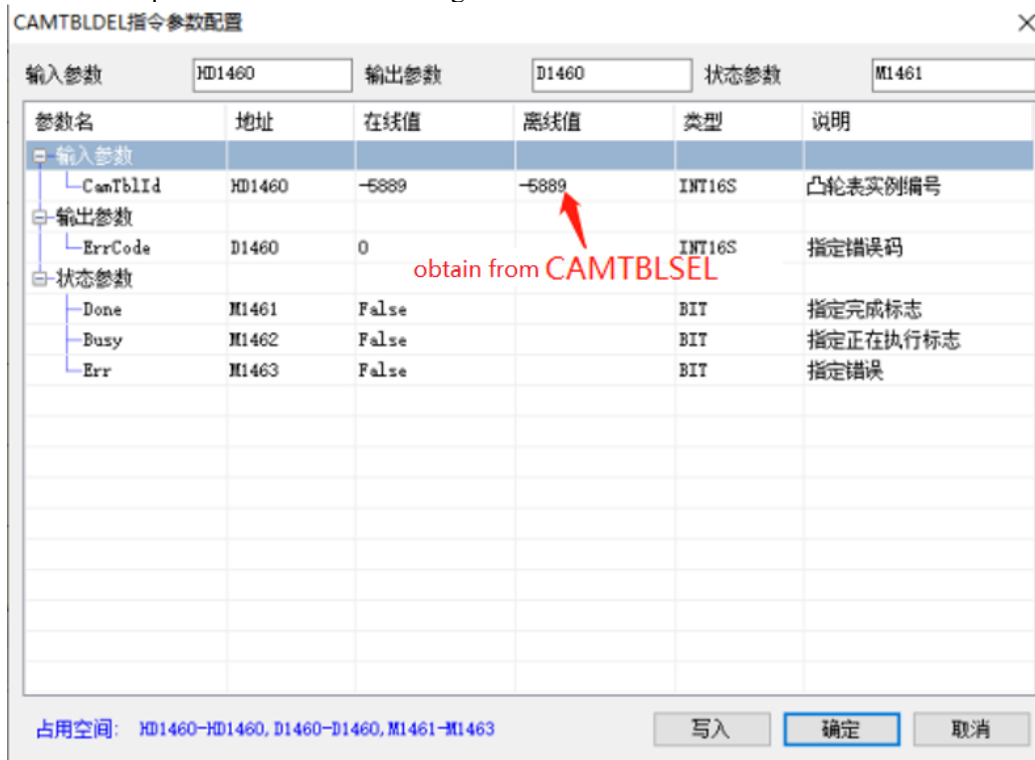 CAMTBLDEL指令参数配置
输入参数 HD1460 输出参数 D1460 状态参数 M1461
参数名 地址 在线值 离线值 类型 说明
输入参数
CamTblId HD1460 -5889 -5889 INT16S 凸轮表实例编号
输出参数
ErrCode D1460 0 INT16S 指定错误码
obtain from CAMTBLSEL
状态参数
Done M1461 False BIT 指定完成标志
Busy M1462 False BIT 指定正在执行标志
Err M1463 False BIT 指定错误
占用空间: HD1460-HD1460, D1460-D1460, M1461-M1463 写入 确定 取消